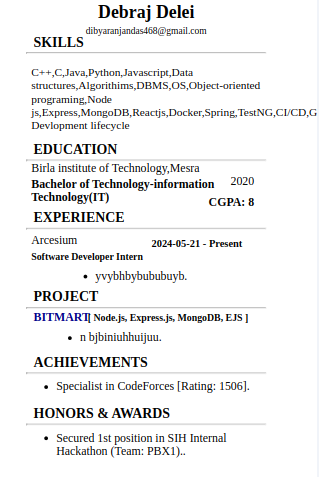 Debraj Delei
dibyaranjandas468@gmail.com
SKILLS
C++,C,Java,Python,Javascript,Data
structures,Algorithims,DBMS,OS,Object-oriented
programing,Node
js,Express,MongoDB,Reactjs,Docker,Spring,TestNG,CI/CD,G
Devlopment lifecycle
EDUCATION
Birla institute of Technology,Mesra
Bachelor of Technology-information 2020
Technology(IT)
CGPA: 8
EXPERIENCE
Arcesium 2024-05-21 - Present
Software Developer Intern
• yvybhbybububuyb.
PROJECT
BITMART[ Node.js, Express.js, MongoDB, EJS ]
• n bjbiniuhhuijuu.
ACHIEVEMENTS
• Specialist in CodeForces [Rating: 1506].
HONORS & AWARDS
• Secured 1st position in SIH Internal
Hackathon (Team: PBX1)..